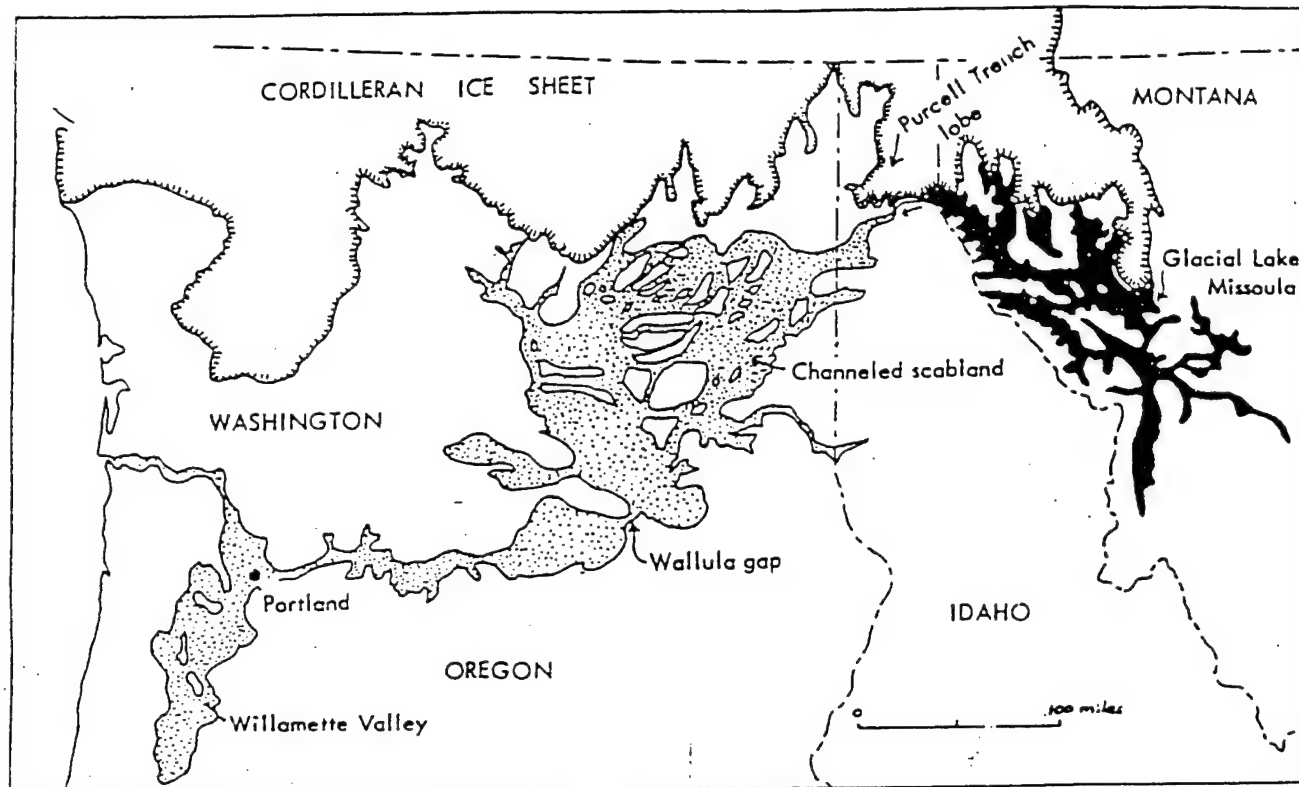 CORDILLERAN ICE SHEET
Purcell Trench
lobe
MONTANA
Glacial Lake
Missoula
Channeled scabland
WASHINGTON
Wallula gap
Portland
IDAHO
OREGON
Willamette Valley
0 100 miles